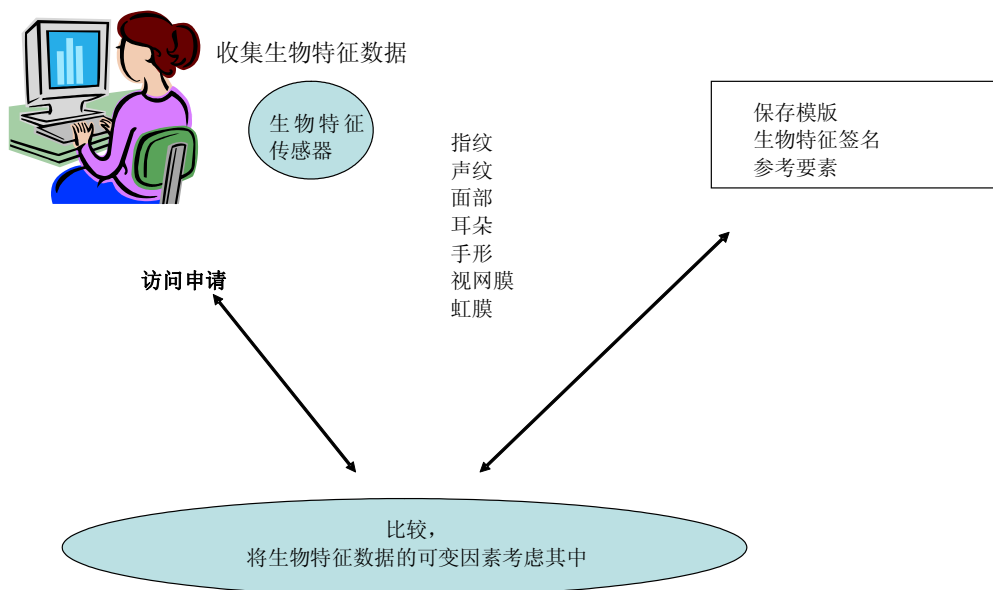 收集生物特征数据
生物特征
传感器
指纹
声纹
面部
耳朵
手形
视网膜
虹膜
保存模版
生物特征签名
参考要素
访问申请
比较，
将生物特征数据的可变因素考虑其中